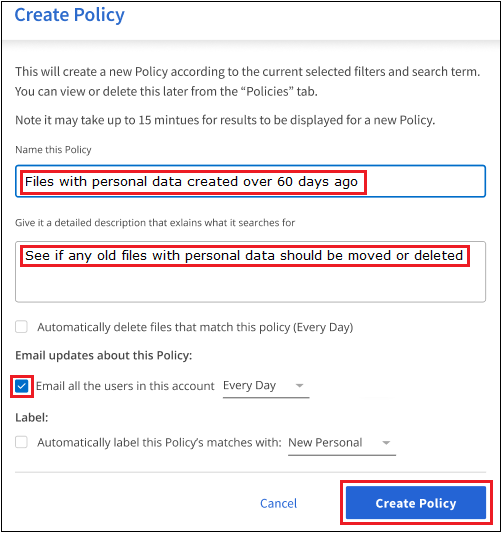 Create Policy
This will create a new Policy according to the current selected filters and search term.
You can view or delete this later from the “Policies” tab.
Note it may take up to 15 mintues for results to be displayed for a new Policy.
Name this Policy
Files with personal data created over 60 days ago
Give it a detailed description that exlains what it searches for
See if any old files with personal data should be moved or deleted
Automatically delete files that match this policy (Every Day)
Email updates about this Policy:
Email all the users in this account Every Day
Label:
Automatically label this Policy’s matches with: New Personal
Cancel Create Policy